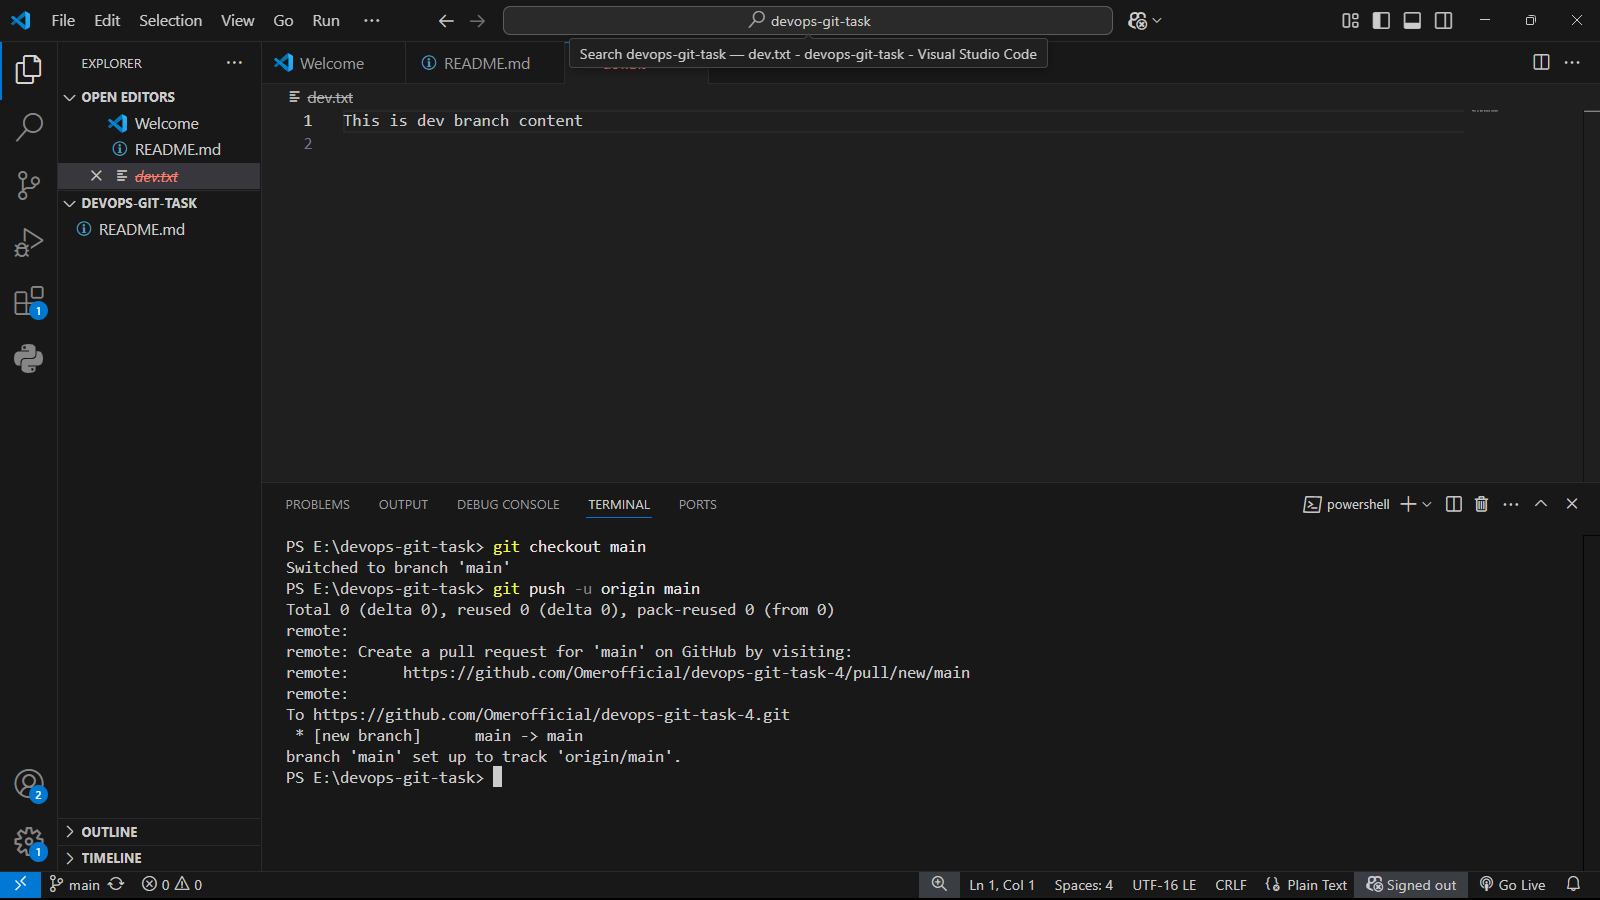 File Edit Selection View Go Run ··· devops-git-task
Search devops-git-task — dev.txt - devops-git-task - Visual Studio Code
EXPLORER
OPEN EDITORS
Welcome
README.md
dev.txt
DEVOPS-GIT-TASK
README.md
OUTLINE
TIMELINE
1
2
1
Welcome README.md
dev.txt
1 This is dev branch content
2
PROBLEMS OUTPUT DEBUG CONSOLE TERMINAL PORTS powershell
PS E:\devops-git-task> git checkout main
Switched to branch 'main'
PS E:\devops-git-task> git push -u origin main
Total 0 (delta 0), reused 0 (delta 0), pack-reused 0 (from 0)
remote:
remote: Create a pull request for 'main' on GitHub by visiting:
remote:      https://github.com/Omerofficial/devops-git-task-4/pull/new/main
remote:
To https://github.com/Omerofficial/devops-git-task-4.git
 * [new branch]      main -> main
branch 'main' set up to track 'origin/main'.
PS E:\devops-git-task>
main 0 0 Ln 1, Col 1 Spaces: 4 UTF-16 LE CRLF {} Plain Text Signed out Go Live